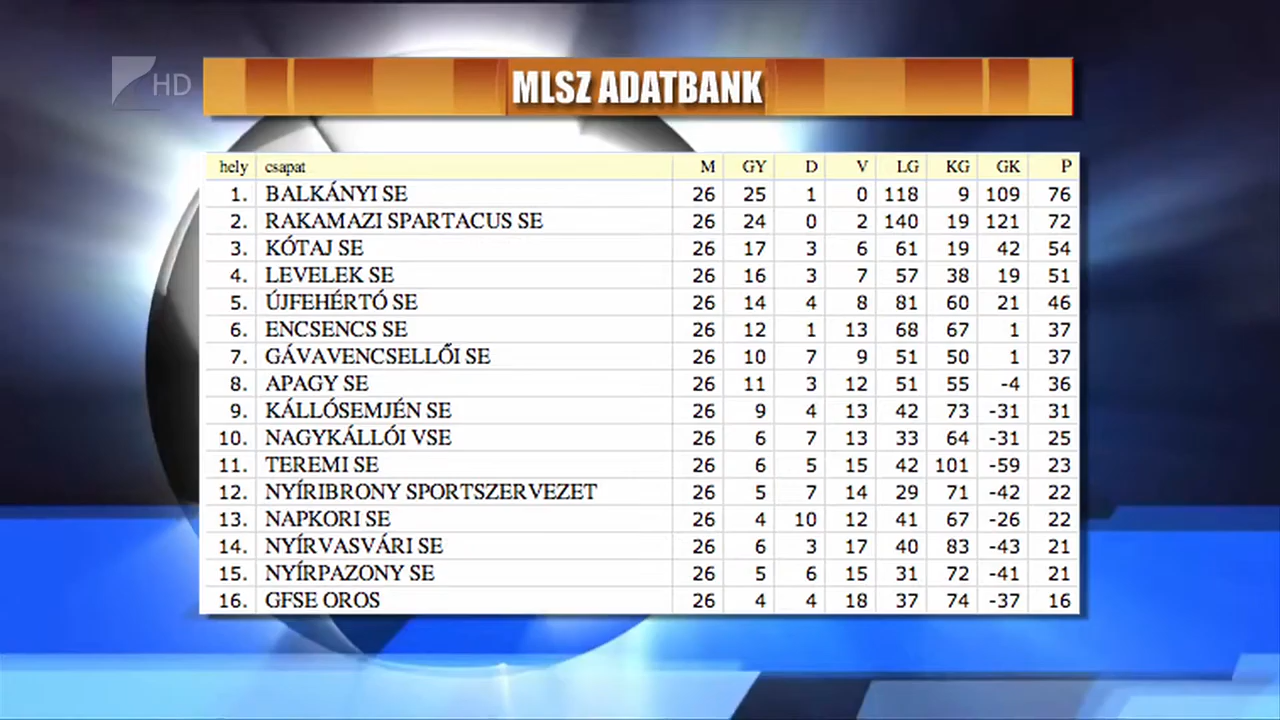 HD
MLSZ ADATBANK
hely csapat M GY D V LG KG GK P
1. BALKÁNYI SE 26 25 1 0 118 9 109 76
2. RAKAMAZI SPARTACUS SE 26 24 0 2 140 19 121 72
3. KÓTAJ SE 26 17 3 6 61 19 42 54
4. LEVELEK SE 26 16 3 7 57 38 19 51
5. ÚJFEHÉRTÓ SE 26 14 4 8 81 60 21 46
6. ENCSENCS SE 26 12 1 13 68 67 1 37
7. GÁVAVENCSELLŐI SE 26 10 7 9 51 50 1 37
8. APAGY SE 26 11 3 12 51 55 -4 36
9. KÁLLÓSEMJÉN SE 26 9 4 13 42 73 -31 31
10. NAGYKÁLLÓI VSE 26 6 7 13 33 64 -31 25
11. TEREMI SE 26 6 5 15 42 101 -59 23
12. NYÍRIBRONY SPORTSZERVEZET 26 5 7 14 29 71 -42 22
13. NAPKORI SE 26 4 10 12 41 67 -26 22
14. NYÍRVASVÁRI SE 26 6 3 17 40 83 -43 21
15. NYÍRPAZONY SE 26 5 6 15 31 72 -41 21
16. GFSE OROS 26 4 4 18 37 74 -37 16